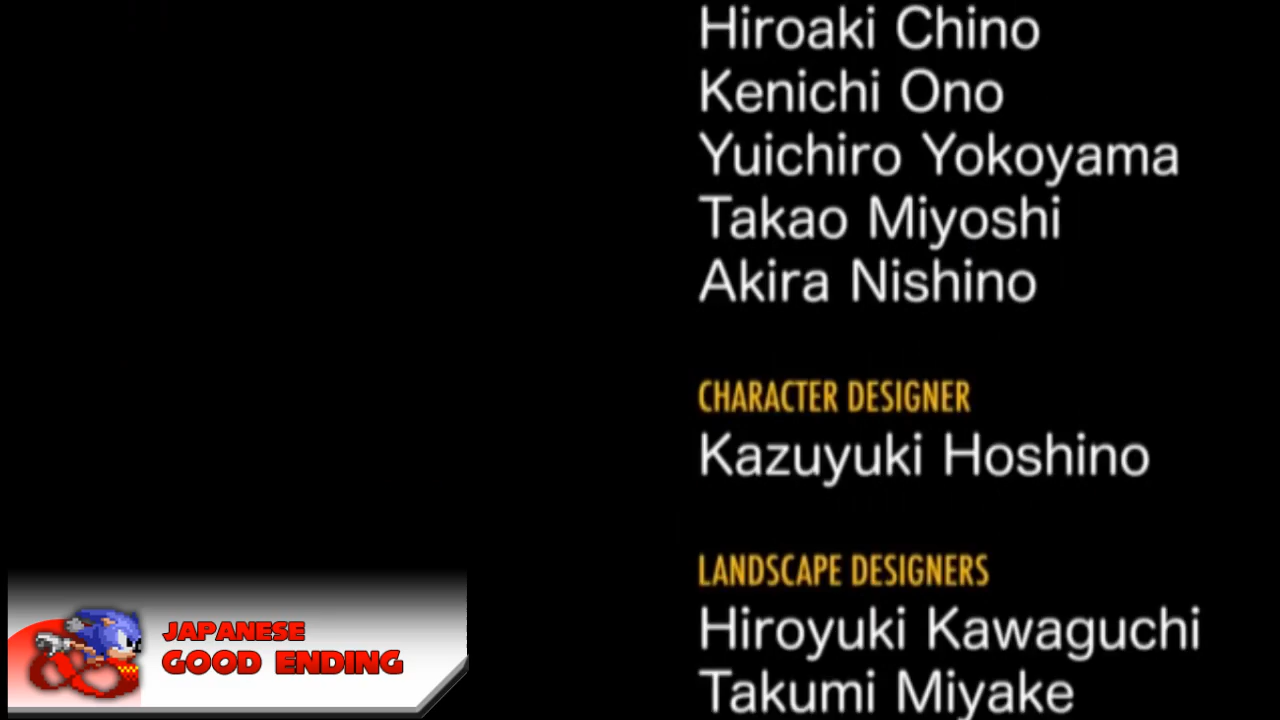 Hiroaki Chino
Kenichi Ono
Yuichiro Yokoyama
Takao Miyoshi
Akira Nishino
CHARACTER DESIGNER
Kazuyuki Hoshino
LANDSCAPE DESIGNERS
Hiroyuki Kawaguchi
Takumi Miyake
JAPANESE
GOOD ENDING